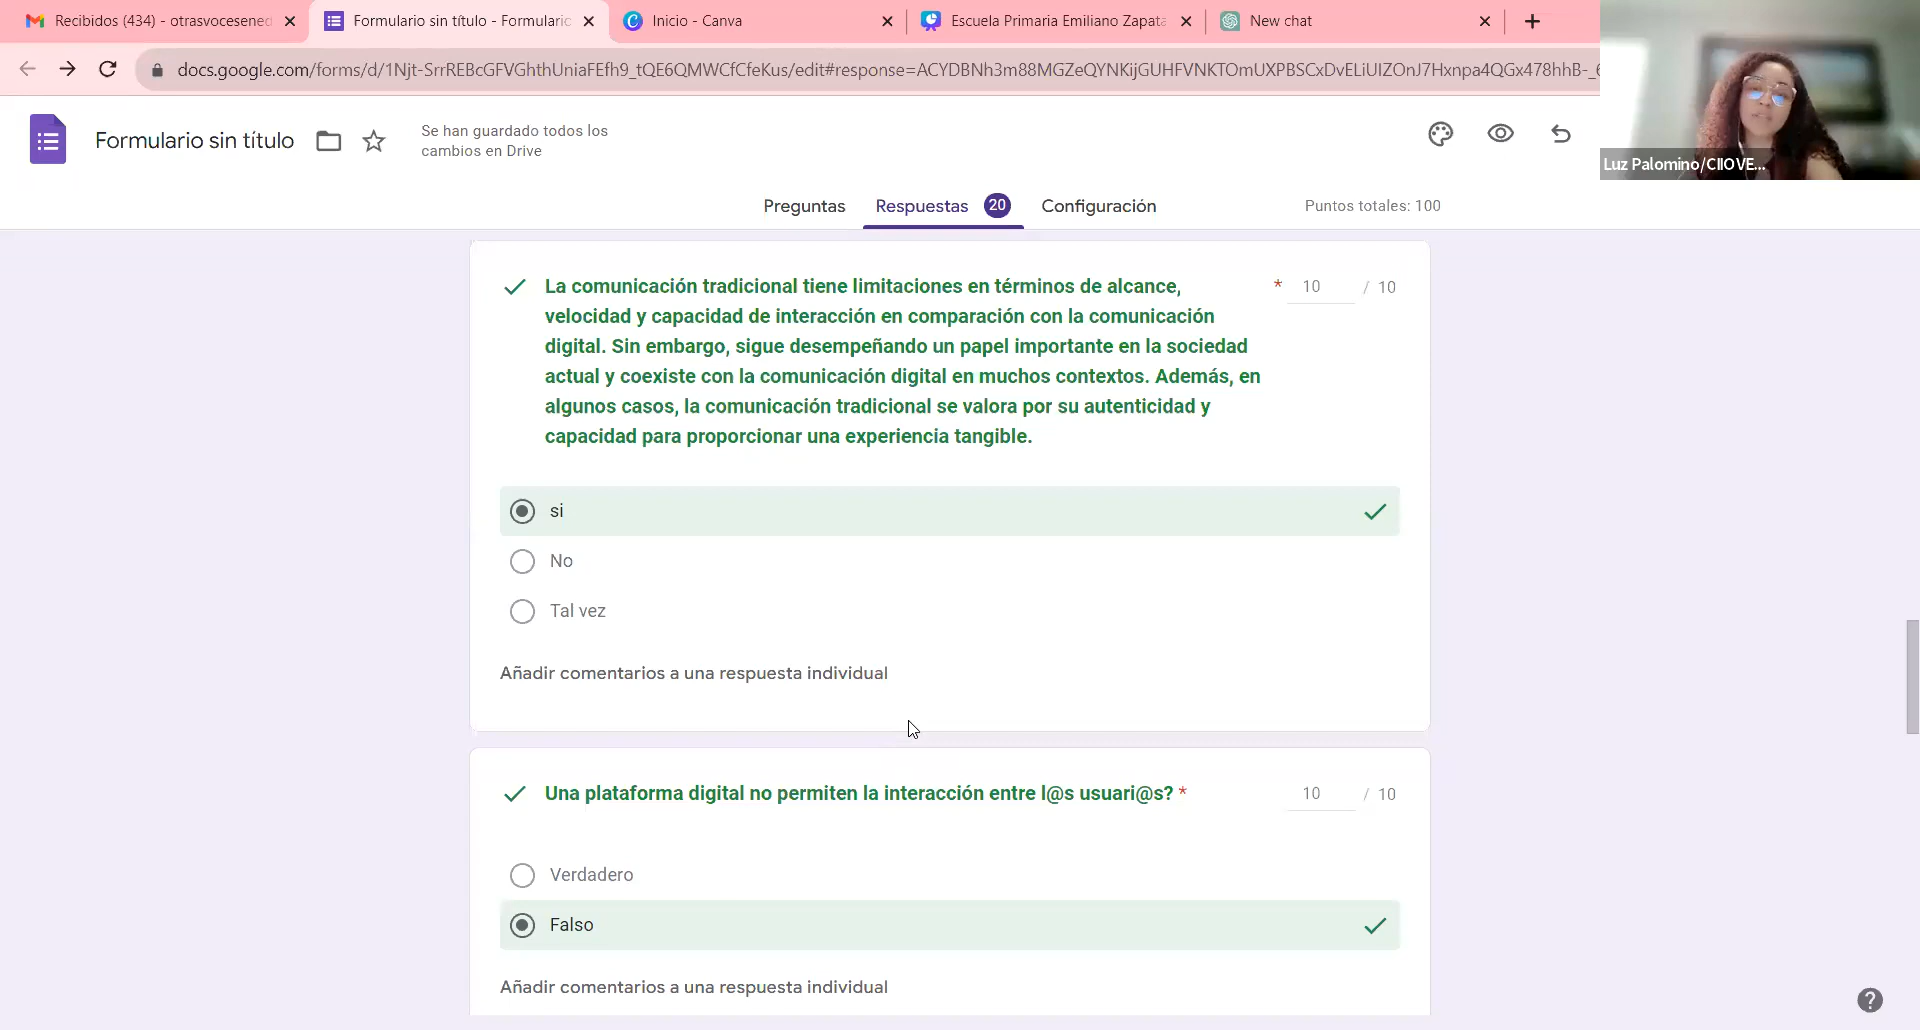 Recibidos (434) - otrasvocesened
Formulario sin título - Formularic
Inicio - Canva
Escuela Primaria Emiliano Zapata
New chat
docs.google.com/forms/d/1Njt-SrrREBcGFVGhthUniaFEfh9_tQE6QMWCfCfeKus/edit#response=ACYDBNh3m88MGZeQYNKijGUHFVNKTOmUXPBSCxDvELiUIZOnJ7Hxnpa4QGx478hhB-_6
Formulario sin título
Se han guardado todos los
cambios en Drive
Luz Palomino/CIIOVE...
Preguntas
Respuestas 20
Configuración
Puntos totales: 100
La comunicación tradicional tiene limitaciones en términos de alcance,
* 10 / 10
velocidad y capacidad de interacción en comparación con la comunicación
digital. Sin embargo, sigue desempeñando un papel importante en la sociedad
actual y coexiste con la comunicación digital en muchos contextos. Además, en
algunos casos, la comunicación tradicional se valora por su autenticidad y
capacidad para proporcionar una experiencia tangible.
si
No
Tal vez
Añadir comentarios a una respuesta individual
Una plataforma digital no permiten la interacción entre l@s usuari@s? *
10 / 10
Verdadero
Falso
Añadir comentarios a una respuesta individual